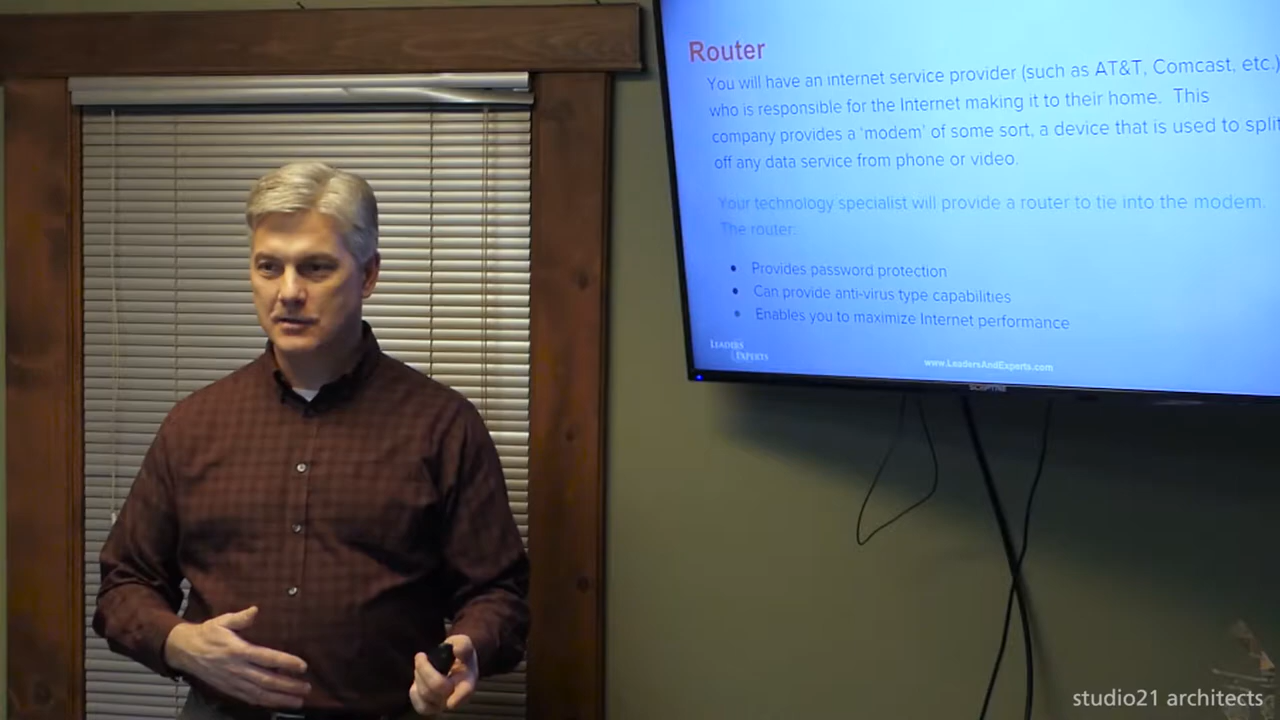 Router
You will have an internet service provider (such as AT&T, Comcast, etc.)
who is responsible for the Internet making it to their home. This
company provides a 'modem' of some sort, a device that is used to split
off any data service from phone or video.
Your technology specialist will provide a router to tie into the modem.
The router:
• Provides password protection
• Can provide anti-virus type capabilities
• Enables you to maximize Internet performance
LEADERS
& EXPERTS
www.LeadersAndExperts.com
SCEPTRE
studio21 architects